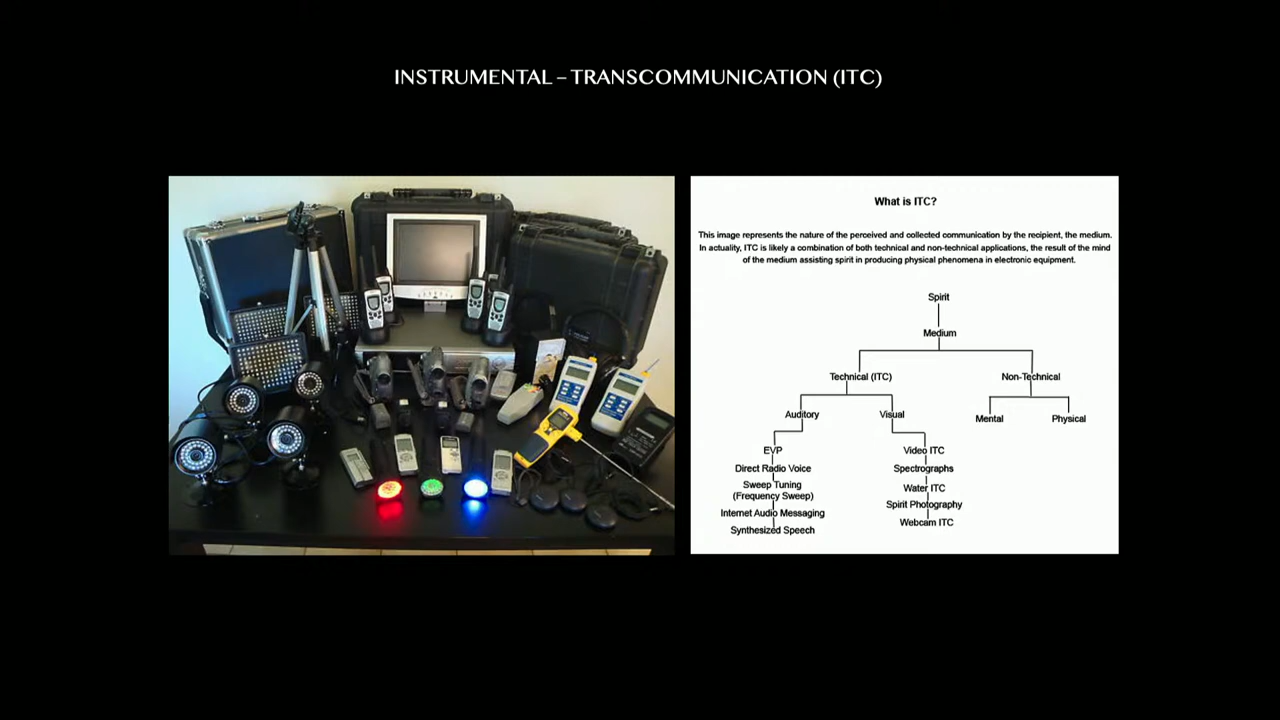 INSTRUMENTAL – TRANSCOMMUNICATION (ITC)
What is ITC?
This image represents the nature of the perceived and collected communication by the recipient, the medium.
In actuality, ITC is likely a combination of both technical and non-technical applications, the result of the mind
of the medium assisting spirit in producing physical phenomena in electronic equipment.
Spirit
Medium
Technical (ITC)
Non-Technical
Auditory
Visual
Mental
Physical
EVP
Direct Radio Voice
Sweep Tuning
(Frequency Sweep)
Internet Audio Messaging
Synthesized Speech
Video ITC
Spectrographs
Water ITC
Spirit Photography
Webcam ITC